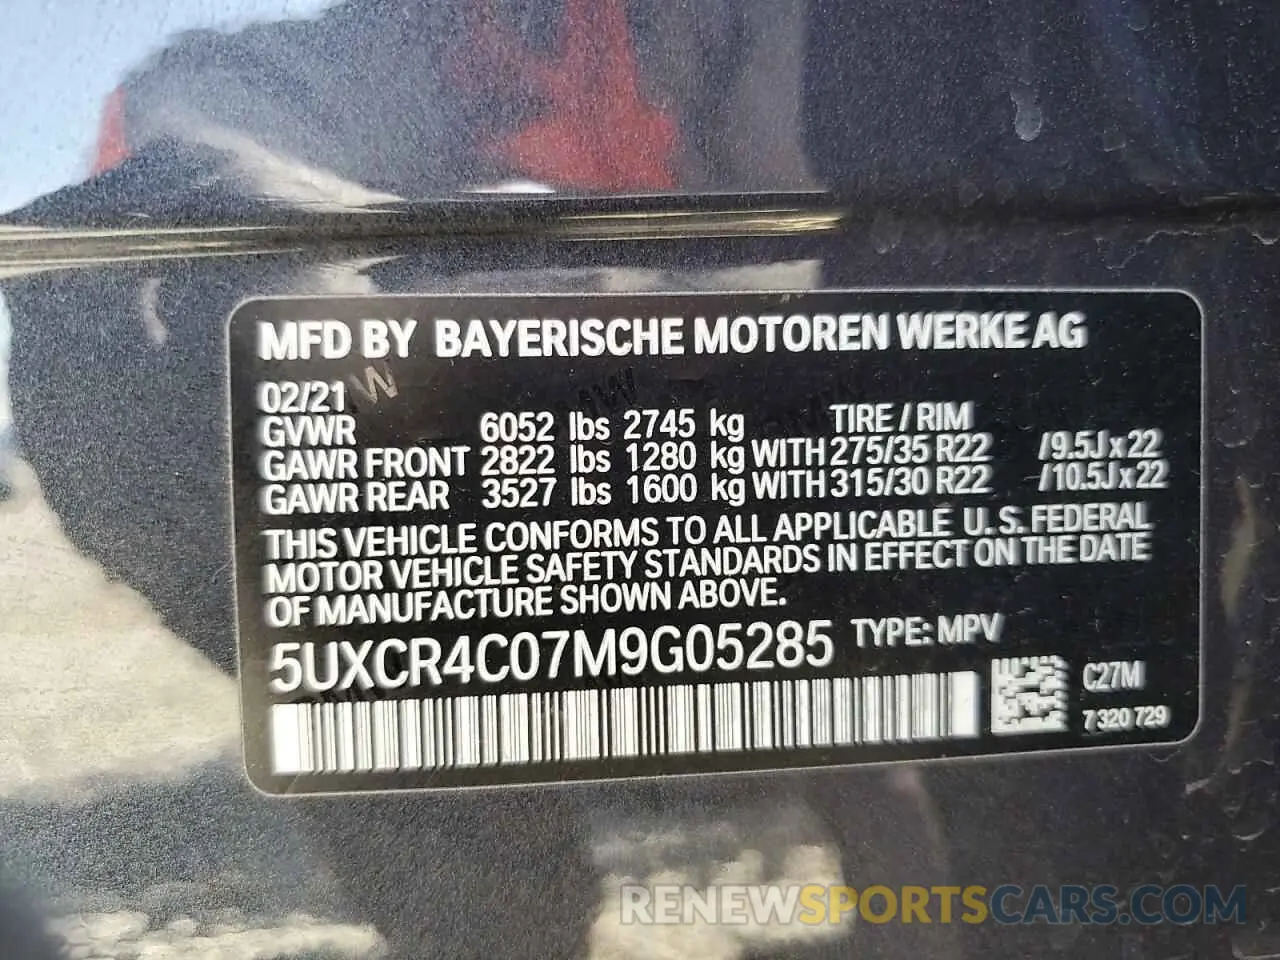 MFD BY BAYERISCHE MOTOREN WERKE AG
02/21
GVWR 6052 lbs 2745 kg TIRE / RIM
GAWR FRONT 2822 lbs 1280 kg WITH 275/35 R22 /9.5J x 22
GAWR REAR 3527 lbs 1600 kg WITH 315/30 R22 /10.5J x 22
THIS VEHICLE CONFORMS TO ALL APPLICABLE U.S. FEDERAL
MOTOR VEHICLE SAFETY STANDARDS IN EFFECT ON THE DATE
OF MANUFACTURE SHOWN ABOVE.
5UXCR4C07M9G05285 TYPE: MPV
C27M
7 320 729
RENEWSPORTSCARS.COM